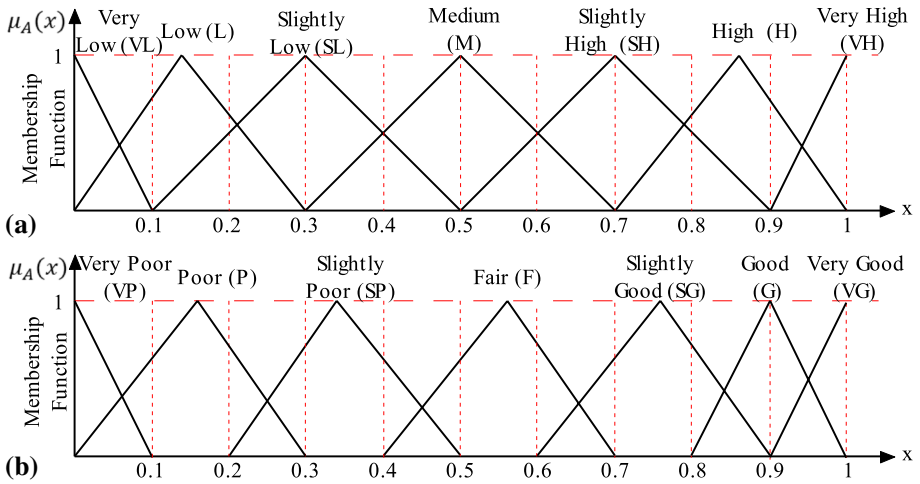 μ_A(x)
Very
Low (VL)
Low (L)
Slightly
Low (SL)
Medium
(M)
Slightly
High (SH)
High (H)
Very High
(VH)
1
Membership
Function
(a)
0.1 0.2 0.3 0.4 0.5 0.6 0.7 0.8 0.9 1
x
μ_A(x)
Very Poor
(VP)
Poor (P)
Slightly
Poor (SP)
Fair (F)
Slightly
Good (SG)
Good
(G)
Very Good
(VG)
1
Membership
Function
(b)
0.1 0.2 0.3 0.4 0.5 0.6 0.7 0.8 0.9 1
x